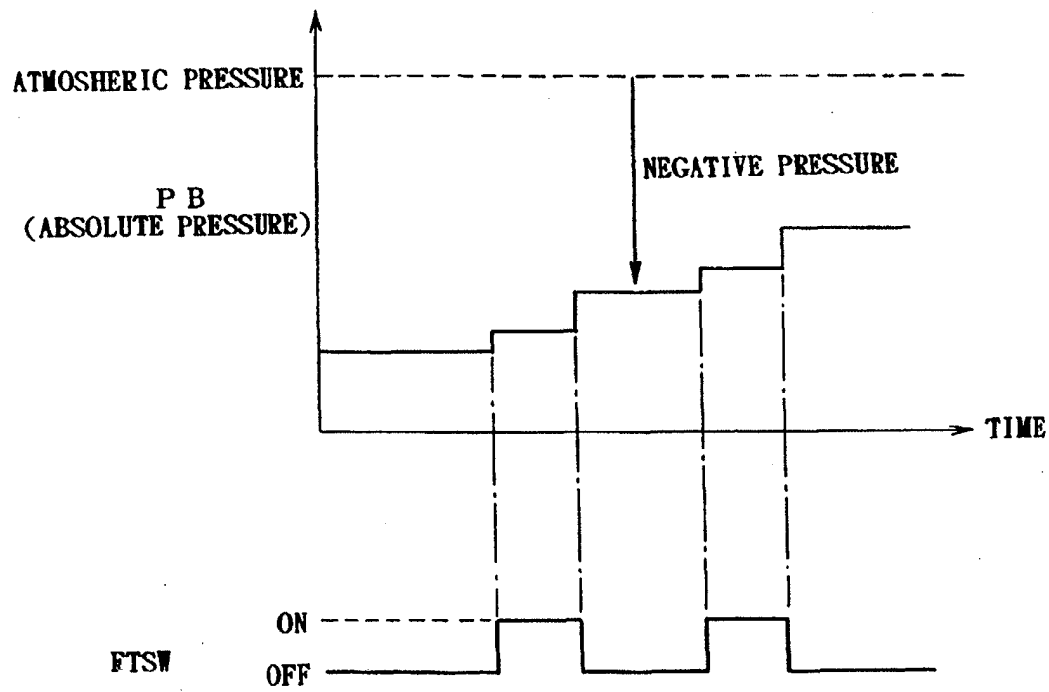 ATMOSHERIC PRESSURE
NEGATIVE PRESSURE
P B
(ABSOLUTE PRESSURE)
TIME
ON
FTSW
OFF